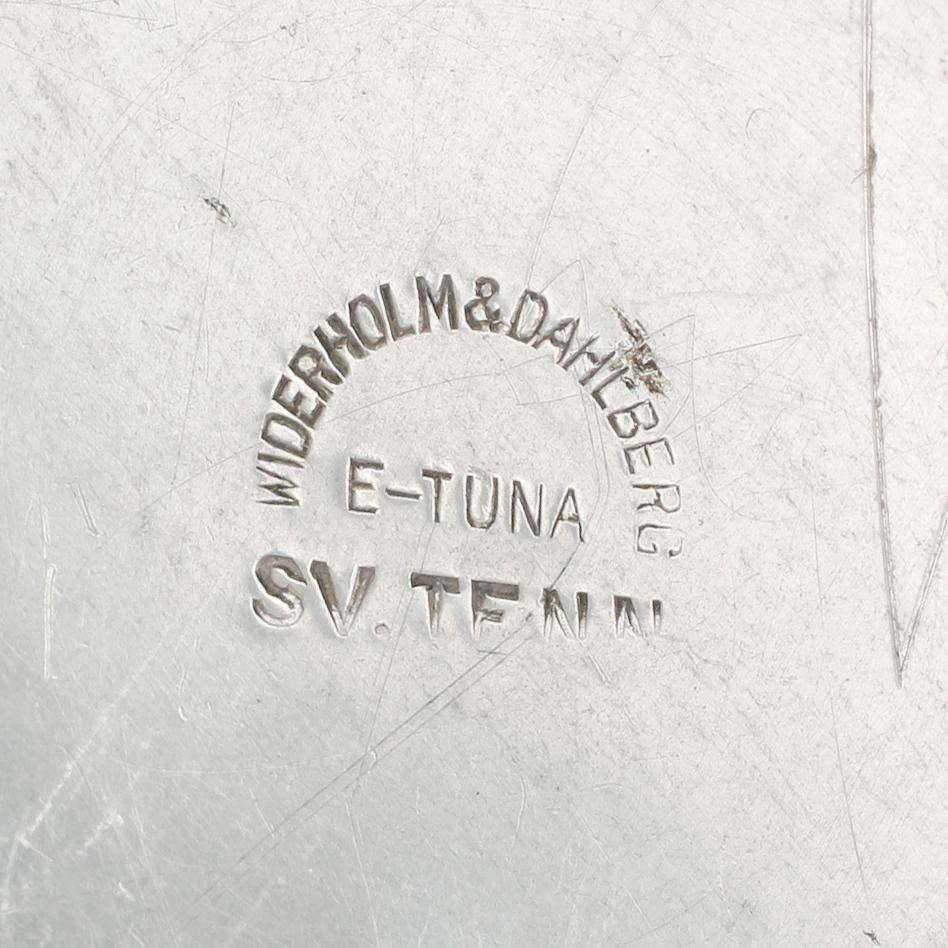 WIDERHOLM & DAHLBERG
E-TUNA
SV. TENN